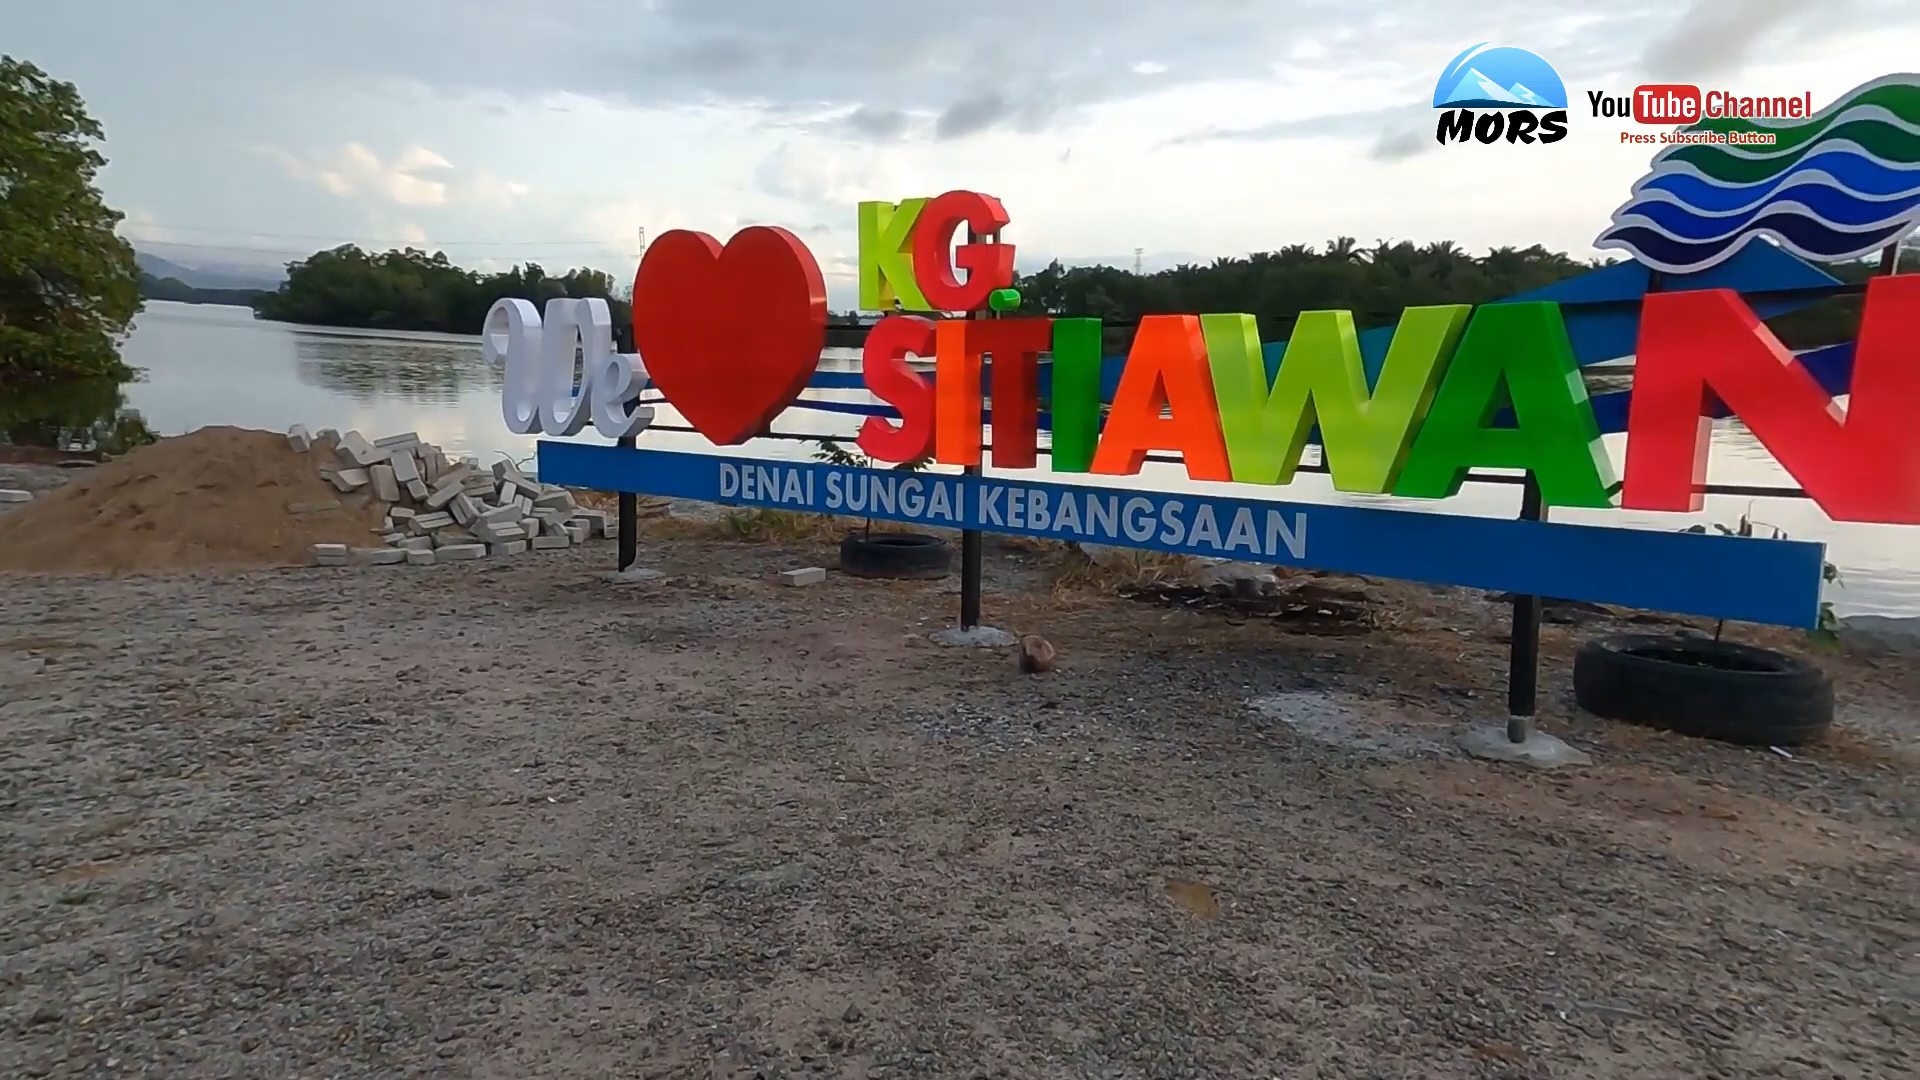 MORS
YouTube Channel
Press Subscribe Button
We
KG.
SITIAWAN
DENAI SUNGAI KEBANGSAAN